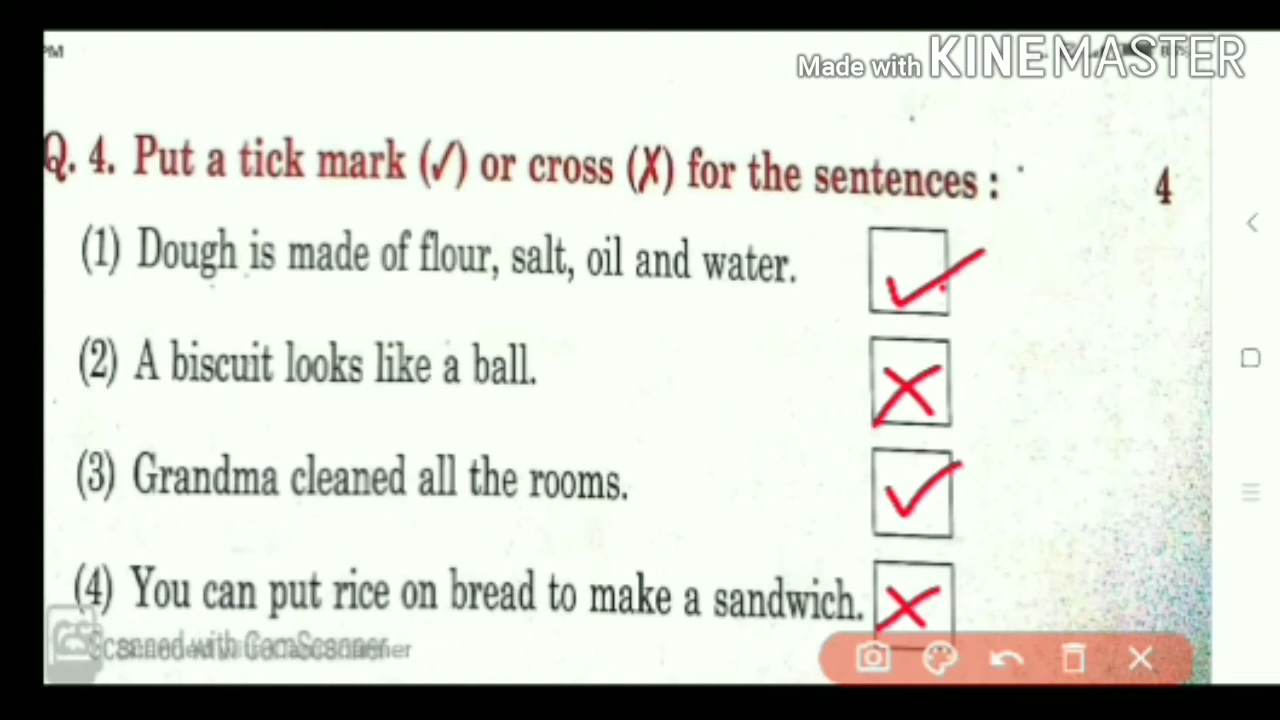 PM
Made with KINEMASTER
Q. 4. Put a tick mark (✓) or cross (✗) for the sentences : 4
(1) Dough is made of flour, salt, oil and water. ✓
(2) A biscuit looks like a ball. ✗
(3) Grandma cleaned all the rooms. ✓
(4) You can put rice on bread to make a sandwich. ✗
Scanned with CamScanner